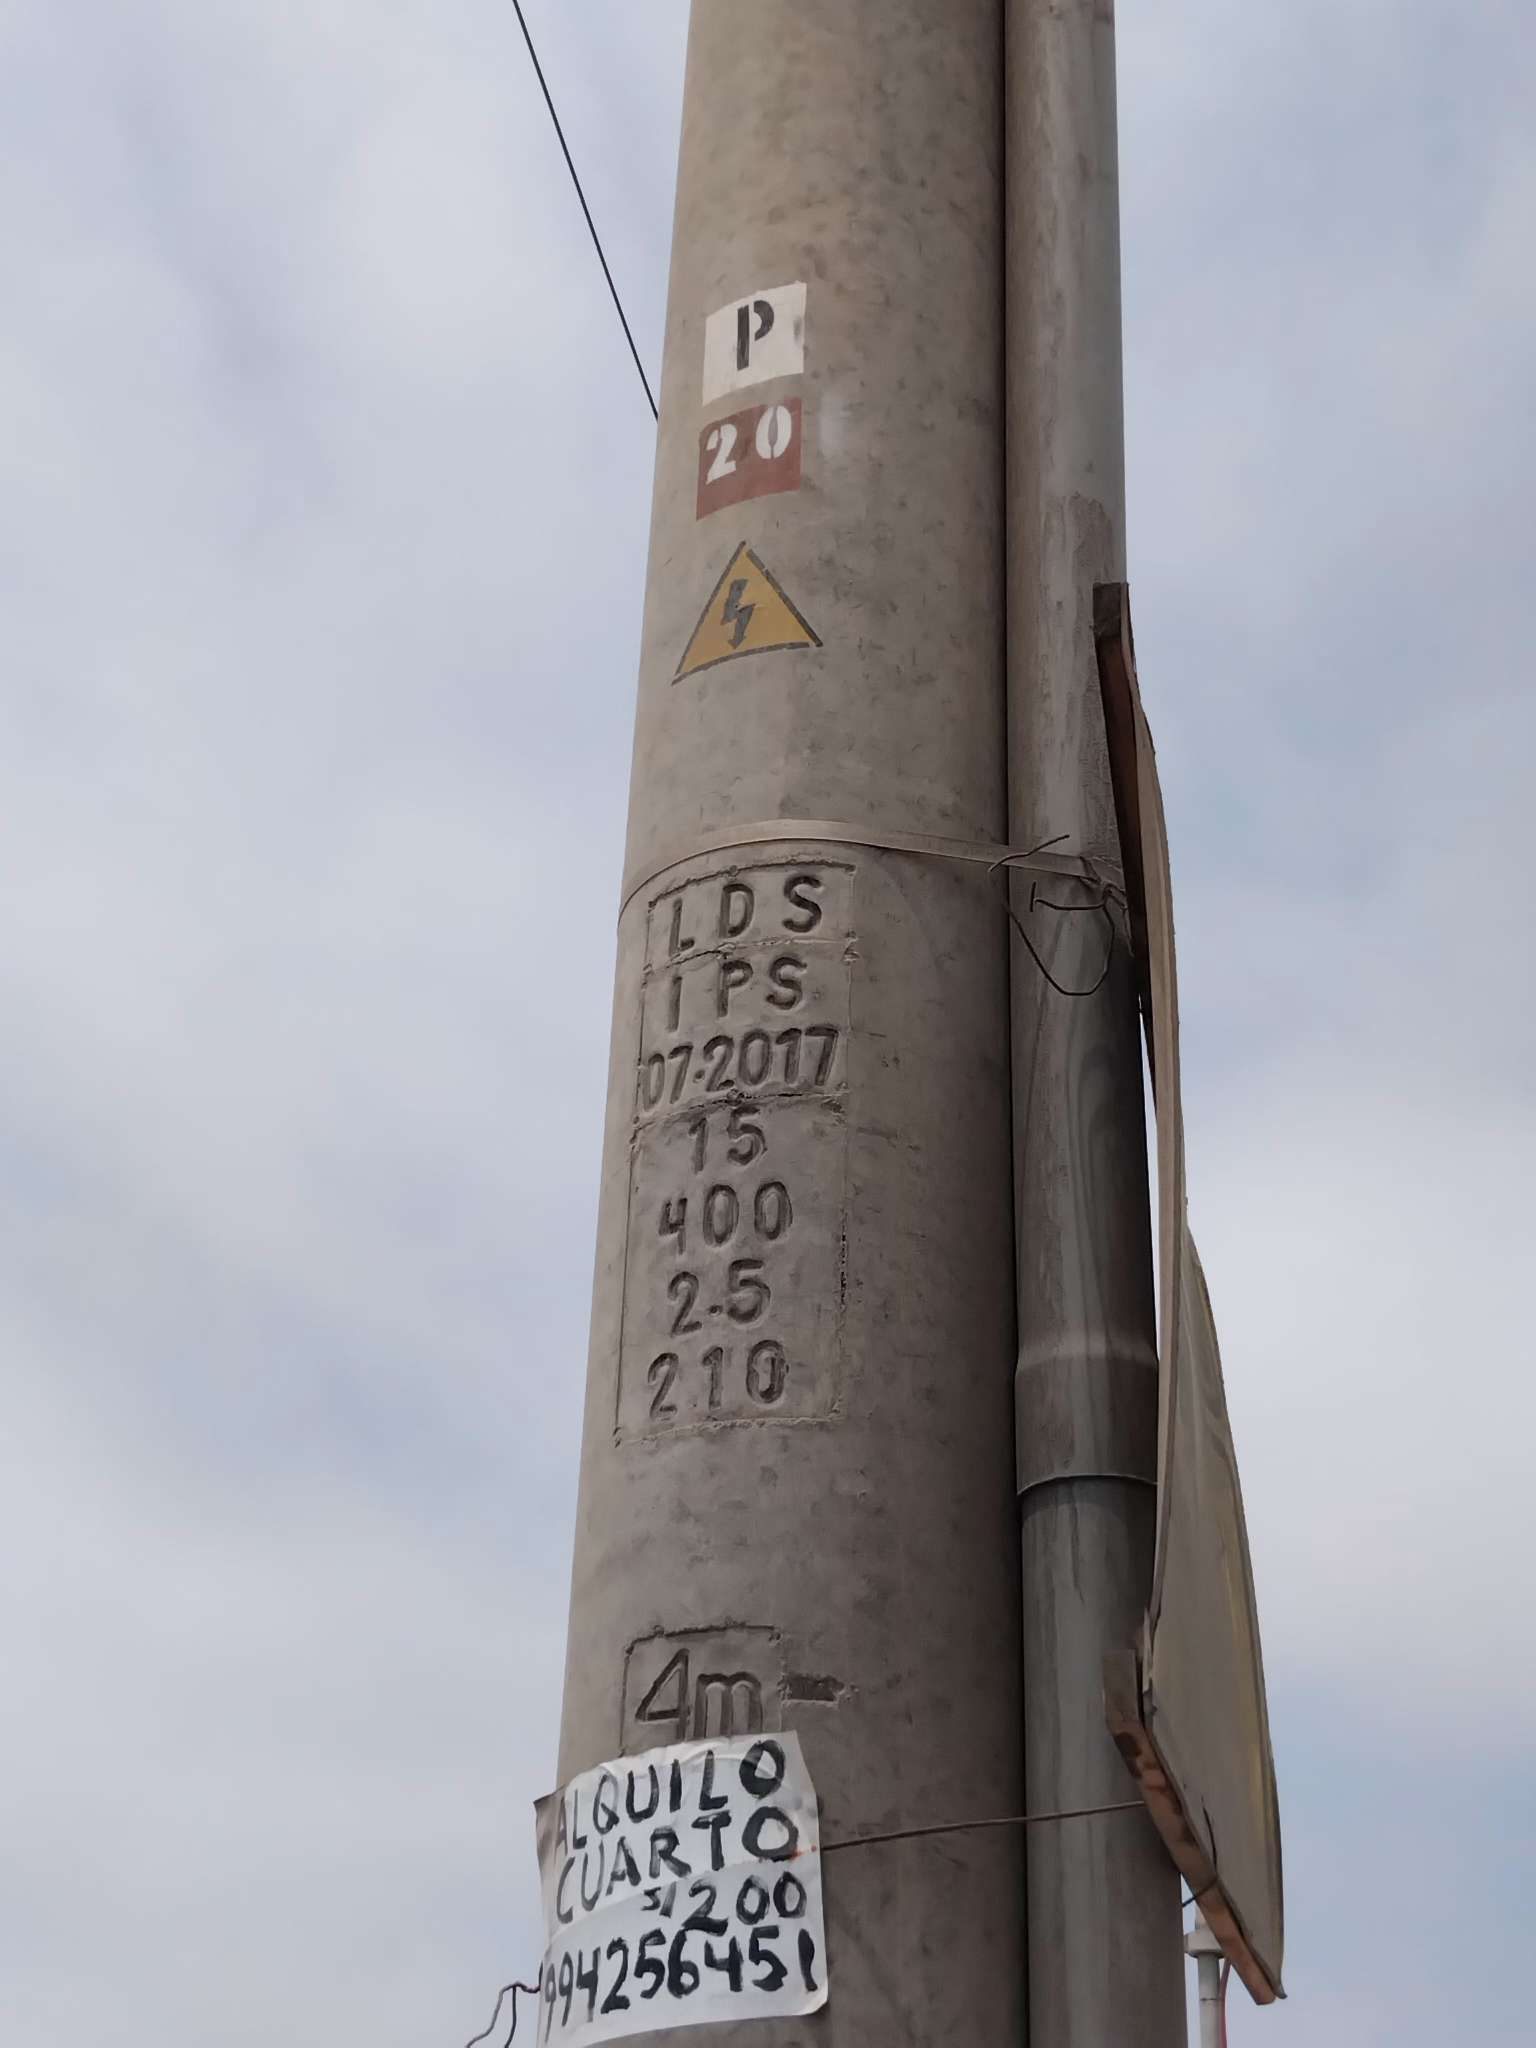 P
20
LDS
IPS
07·2017
15
400
2.5
210
4m
ALQUILO
CUARTO
S/200
994256451